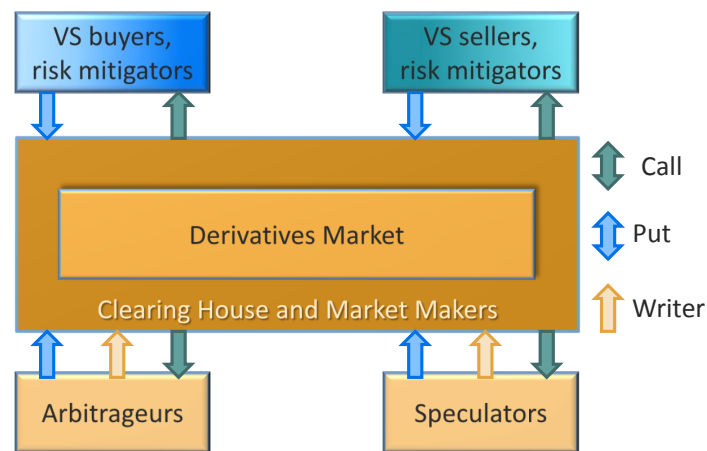 VS buyers,
risk mitigators
VS sellers,
risk mitigators
Call
Derivatives Market
Put
Clearing House and Market Makers
Writer
Arbitrageurs
Speculators